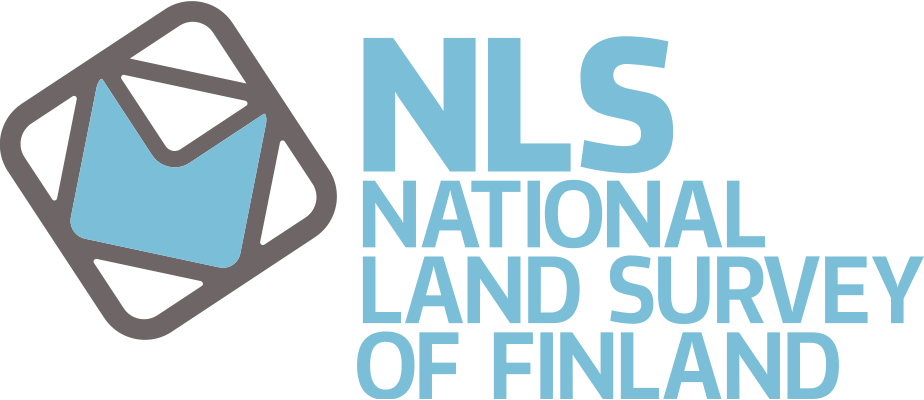 NLS
NATIONAL
LAND SURVEY
OF FINLAND